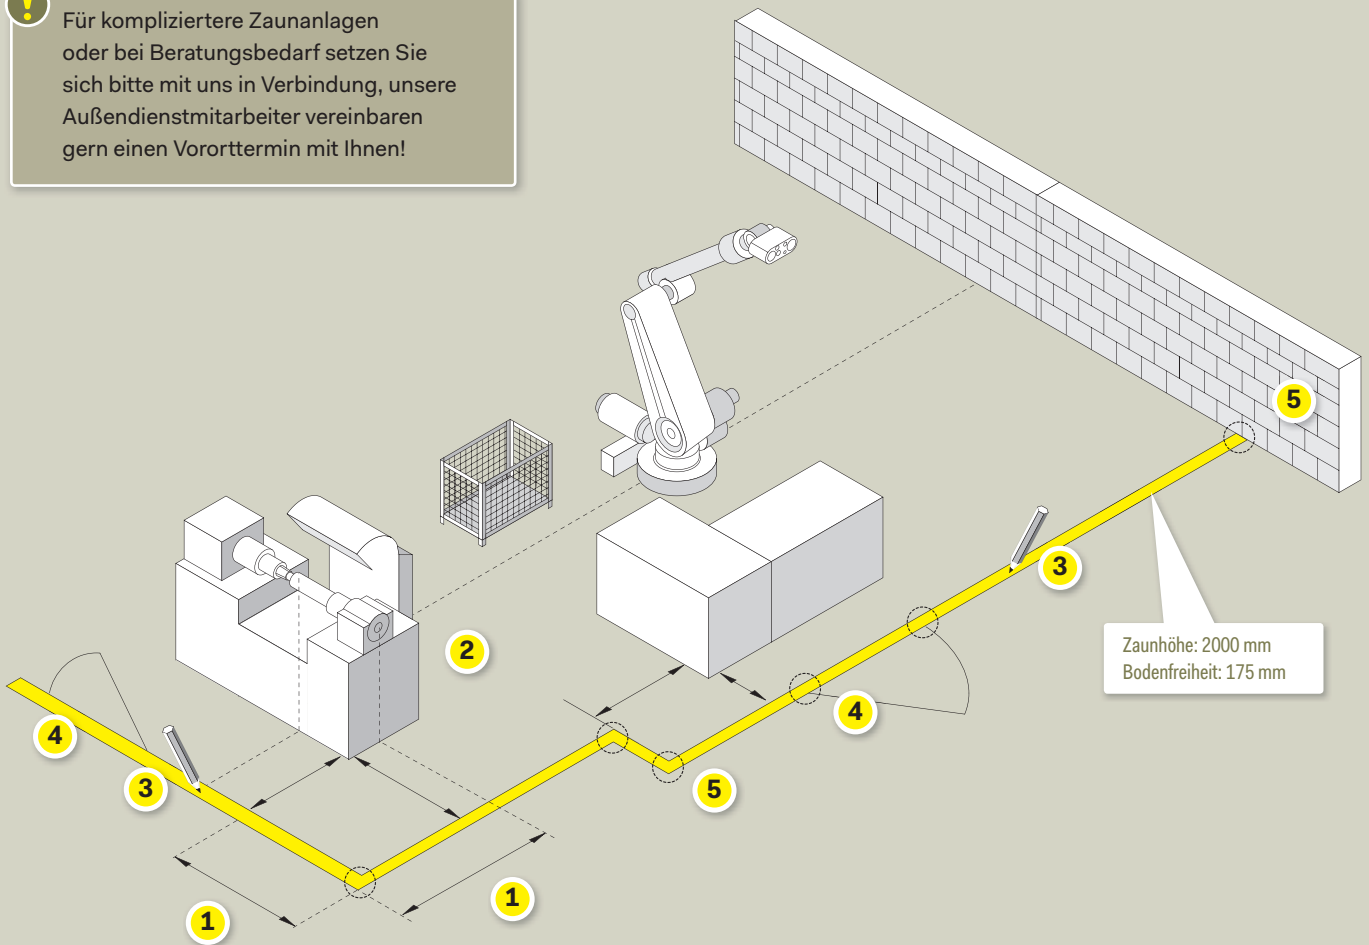 !
Für kompliziertere Zaunanlagen
oder bei Beratungsbedarf setzen Sie
sich bitte mit uns in Verbindung, unsere
Außendienstmitarbeiter vereinbaren
gern einen Vororttermin mit Ihnen!
5
3
2
Zaunhöhe: 2000 mm
Bodenfreiheit: 175 mm
4
4
3
5
1
1